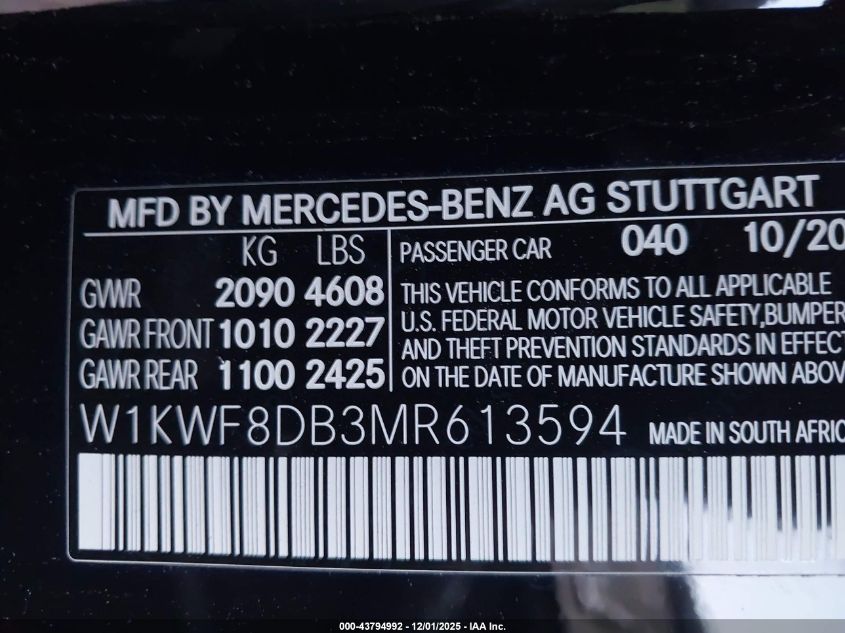 MFD BY MERCEDES-BENZ AG STUTTGART
KG LBS
GVWR 2090 4608
GAWR FRONT 1010 2227
GAWR REAR 1100 2425
PASSENGER CAR 040 10/20
THIS VEHICLE CONFORMS TO ALL APPLICABLE
U.S. FEDERAL MOTOR VEHICLE SAFETY,BUMPER
AND THEFT PREVENTION STANDARDS IN EFFECT
ON THE DATE OF MANUFACTURE SHOWN ABOV
W1KWF8DB3MR613594 MADE IN SOUTH AFRIC
000-43794992 - 12/01/2025 - IAA Inc.